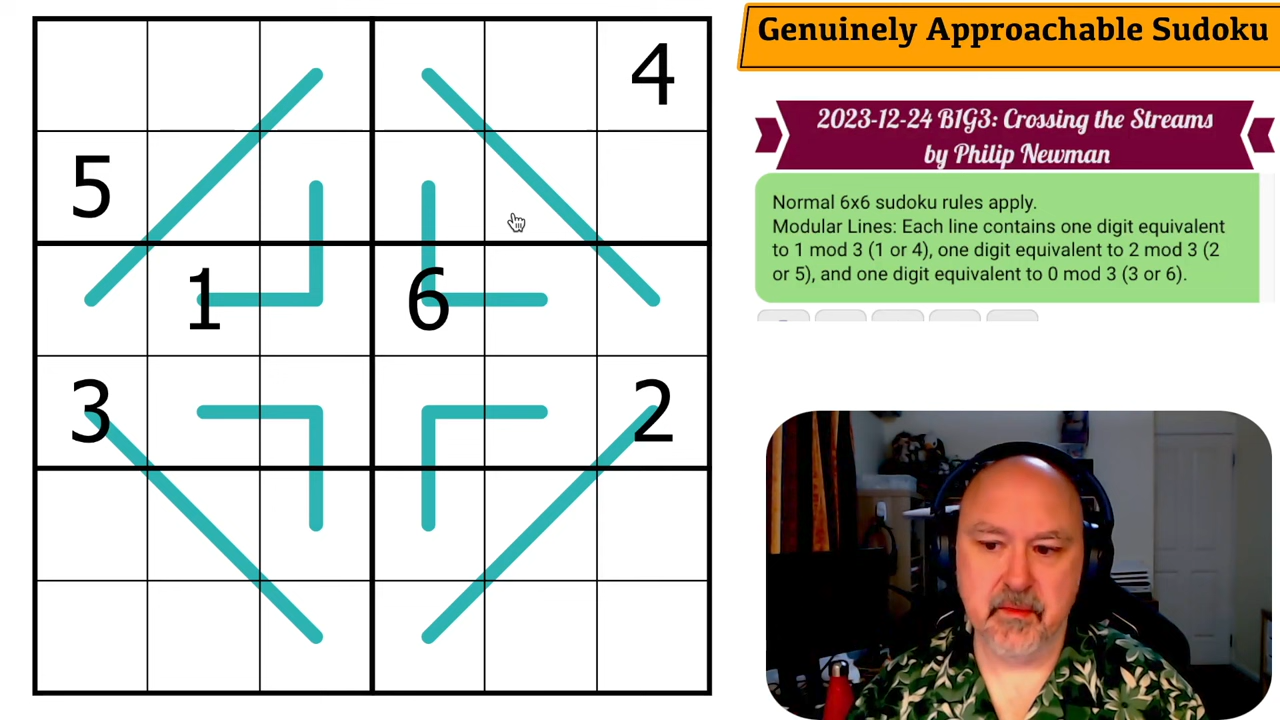 Genuinely Approachable Sudoku
2023-12-24 B1G3: Crossing the Streams
by Philip Newman
Normal 6x6 sudoku rules apply.
Modular Lines: Each line contains one digit equivalent
to 1 mod 3 (1 or 4), one digit equivalent to 2 mod 3 (2
or 5), and one digit equivalent to 0 mod 3 (3 or 6).
4
5
1 6
3 2